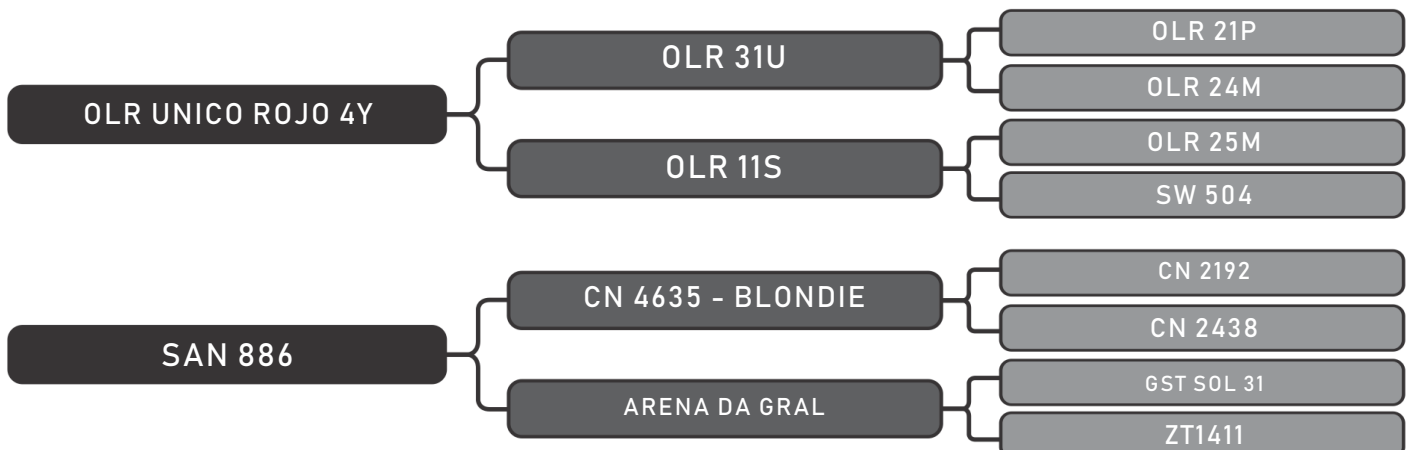 OLR UNICO ROJO 4Y
OLR 31U
OLR 21P
OLR 24M
OLR 11S
OLR 25M
SW 504
SAN 886
CN 4635 - BLONDIE
CN 2192
CN 2438
ARENA DA GRAL
GST SOL 31
ZT1411